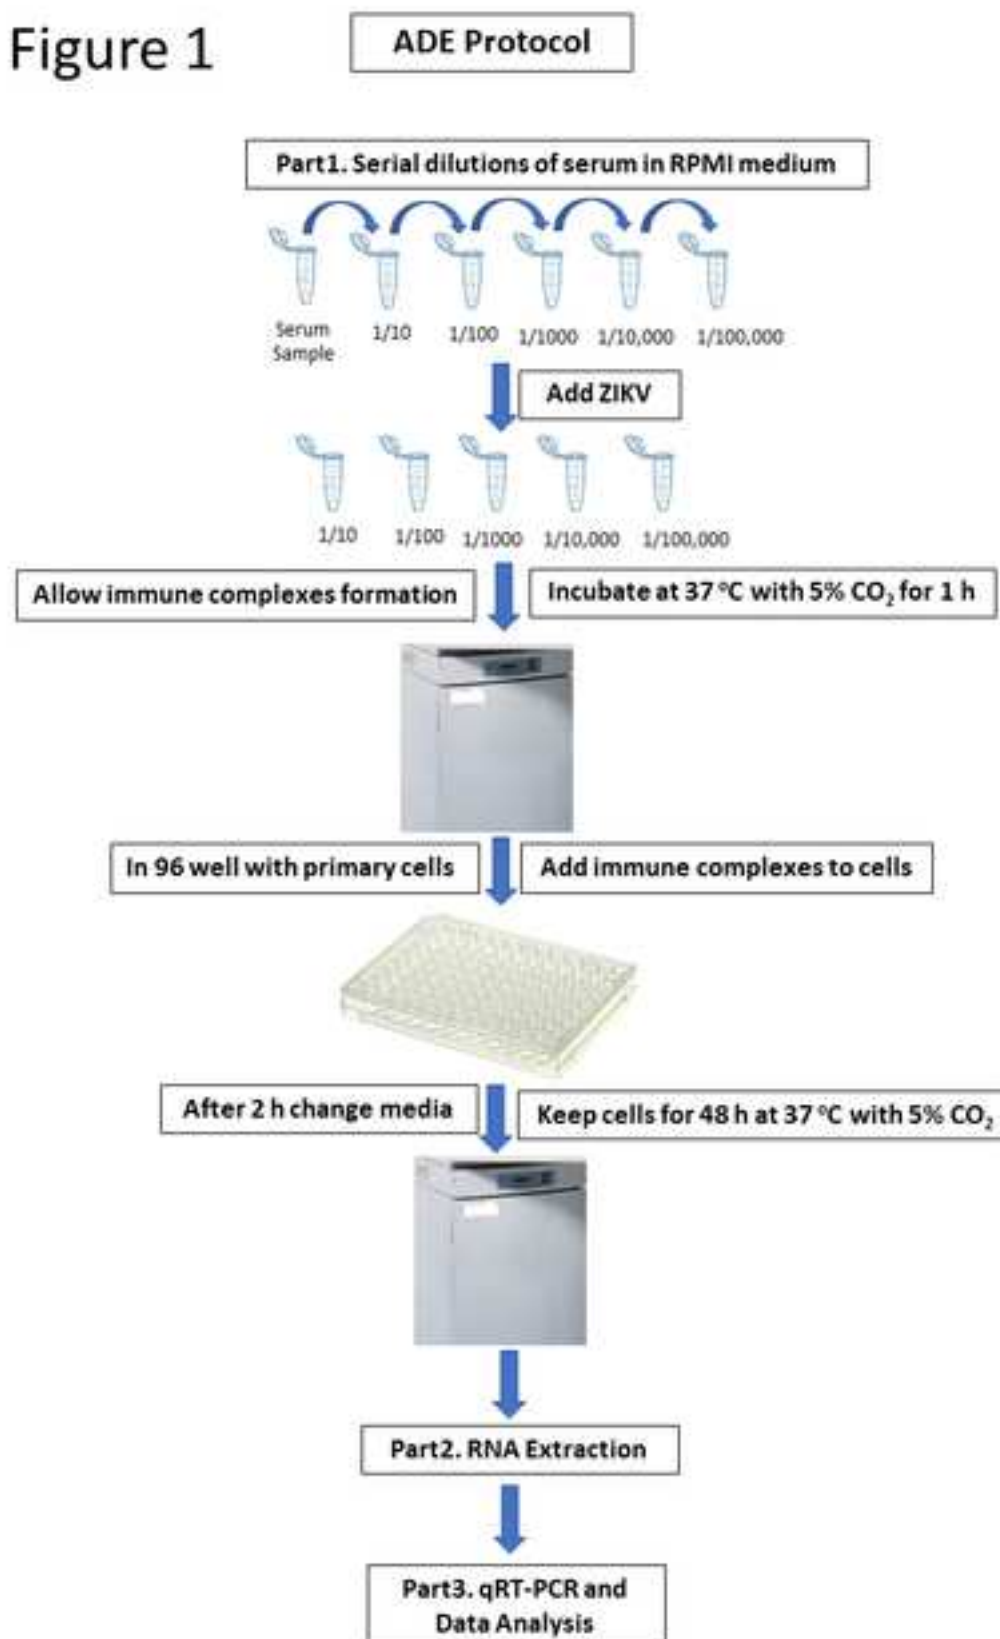 Figure 1
ADE Protocol
Part1. Serial dilutions of serum in RPMI medium
Serum
Sample
1/10 1/100 1/1000 1/10,000 1/100,000
Add ZIKV
1/10 1/100 1/1000 1/10,000 1/100,000
Allow immune complexes formation
Incubate at 37 °C with 5% CO₂ for 1 h
In 96 well with primary cells
Add immune complexes to cells
After 2 h change media
Keep cells for 48 h at 37 °C with 5% CO₂
Part2. RNA Extraction
Part3. qRT-PCR and
Data Analysis